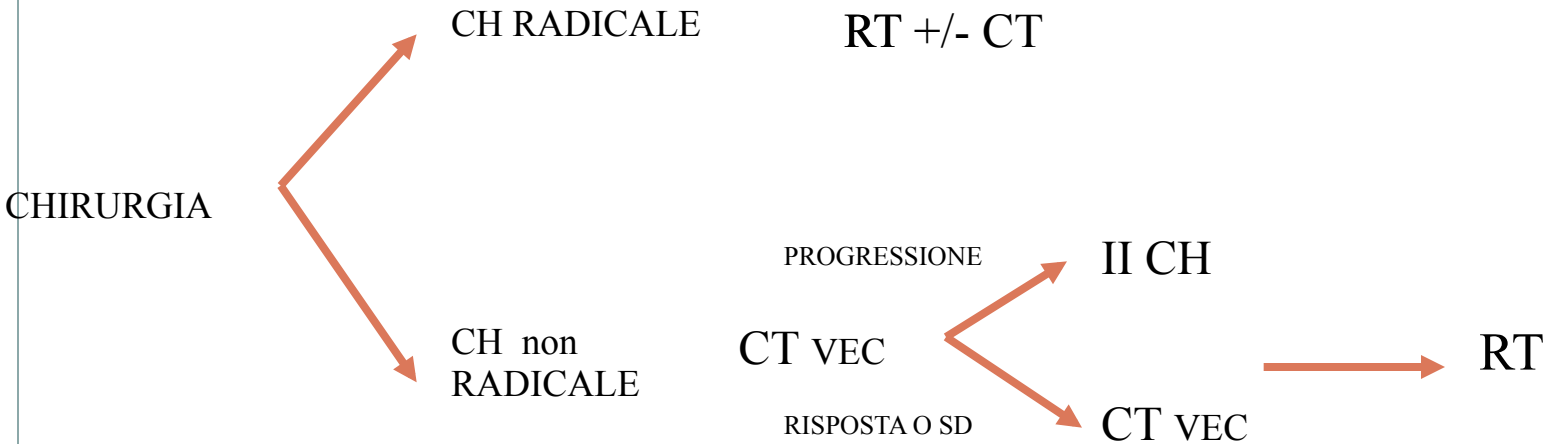 CH RADICALE
RT +/- CT
CHIRURGIA
PROGRESSIONE
II CH
CH non
RADICALE
CT VEC
RT
RISPOSTA O SD
CT VEC